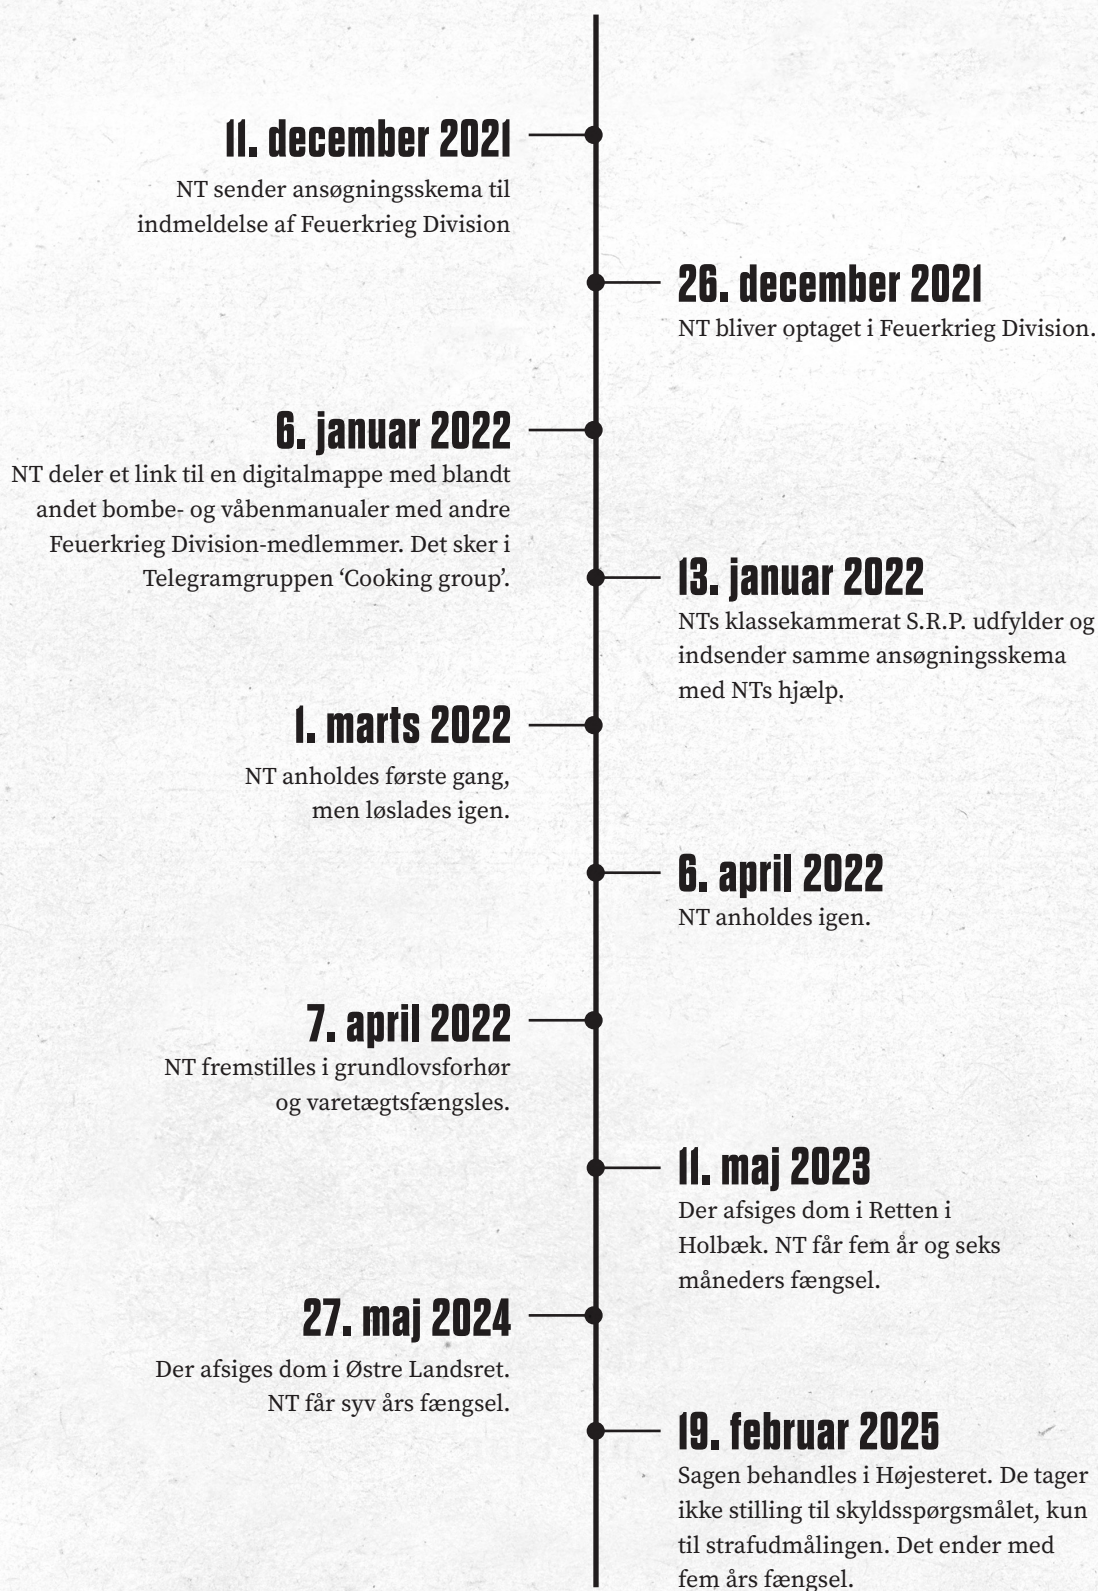 11. december 2021
NT sender ansøgningsskema til
indmeldelse af Feuerkrieg Division
26. december 2021
NT bliver optaget i Feuerkrieg Division.
6. januar 2022
NT deler et link til en digitalmappe med blandt
andet bombe- og våbenmanualer med andre
Feuerkrieg Division-medlemmer. Det sker i
Telegramgruppen ‘Cooking group’.
13. januar 2022
NTs klassekammerat S.R.P. udfylder og
indsender samme ansøgningsskema
med NTs hjælp.
1. marts 2022
NT anholdes første gang,
men løslades igen.
6. april 2022
NT anholdes igen.
7. april 2022
NT fremstilles i grundlovsforhør
og varetægtsfængsles.
11. maj 2023
Der afsiges dom i Retten i
Holbæk. NT får fem år og seks
måneders fængsel.
27. maj 2024
Der afsiges dom i Østre Landsret.
NT får syv års fængsel.
19. februar 2025
Sagen behandles i Højesteret. De tager
ikke stilling til skyldsspørgsmålet, kun
til strafudmålingen. Det ender med
fem års fængsel.